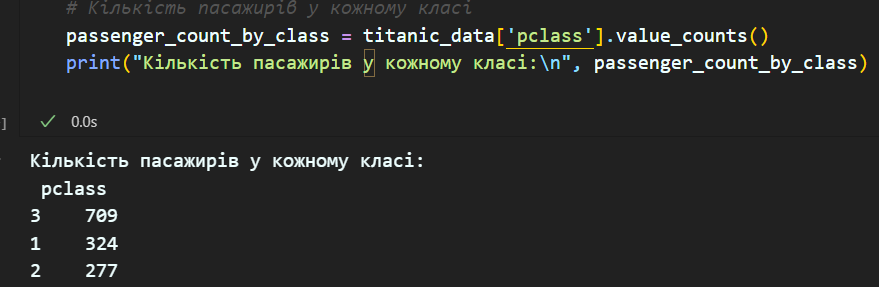 # Кількість пасажирів у кожному класі
passenger_count_by_class = titanic_data['pclass'].value_counts()
print("Кількість пасажирів у кожному класі:\n", passenger_count_by_class)
] ✓ 0.0s
Кількість пасажирів у кожному класі:
pclass
3 709
1 324
2 277